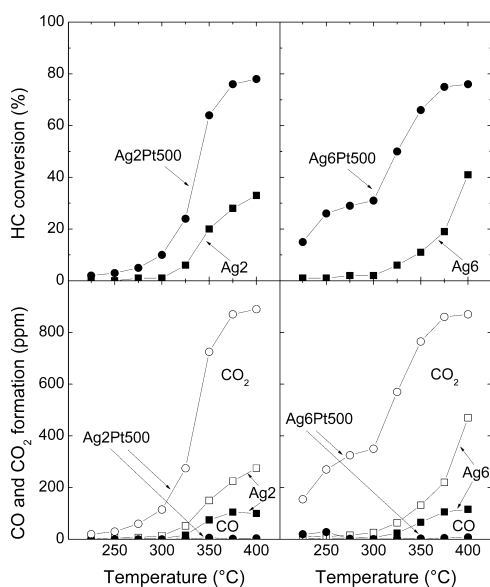 100
80
60
40
20
0
HC conversion (%)
Ag2Pt500
Ag2
Ag6Pt500
Ag6
800
600
400
200
0
CO and CO2 formation (ppm)
CO2
Ag2Pt500
Ag2
CO
CO2
Ag6Pt500
Ag6
CO
250 300 350 400
250 300 350 400
Temperature (°C)
Temperature (°C)